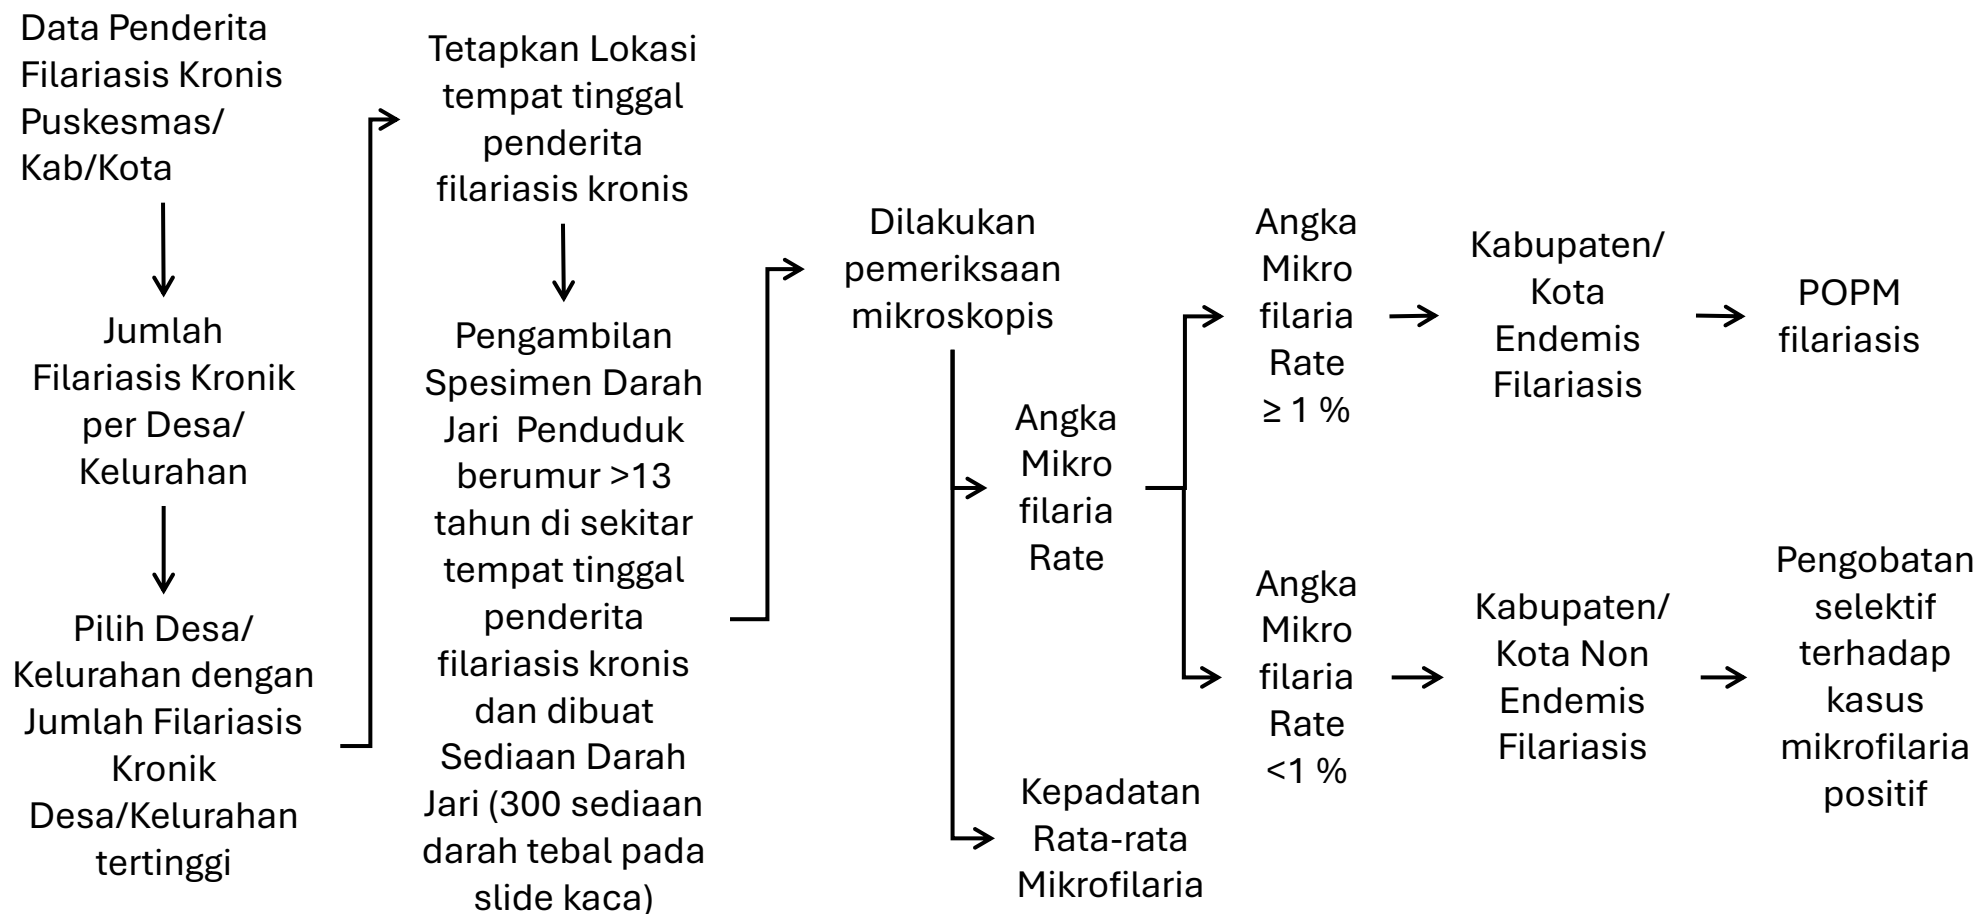 Data Penderita
Filariasis Kronis
Puskesmas/
Kab/Kota
Jumlah
Filariasis Kronik
per Desa/
Kelurahan
Pilih Desa/
Kelurahan dengan
Jumlah Filariasis
Kronik
Desa/Kelurahan
tertinggi
Tetapkan Lokasi
tempat tinggal
penderita
filariasis kronis
Pengambilan
Spesimen Darah
Jari  Penduduk
berumur >13
tahun di sekitar
tempat tinggal
penderita
filariasis kronis
dan dibuat
Sediaan Darah
Jari (300 sediaan
darah tebal pada
slide kaca)
Dilakukan
pemeriksaan
mikroskopis
Angka
Mikro
filaria
Rate
Kepadatan
Rata-rata
Mikrofilaria
Angka
Mikro
filaria
Rate
≥ 1 %
Kabupaten/
Kota
Endemis
Filariasis
POPM
filariasis
Angka
Mikro
filaria
Rate
<1 %
Kabupaten/
Kota Non
Endemis
Filariasis
Pengobatan
selektif
terhadap
kasus
mikrofilaria
positif